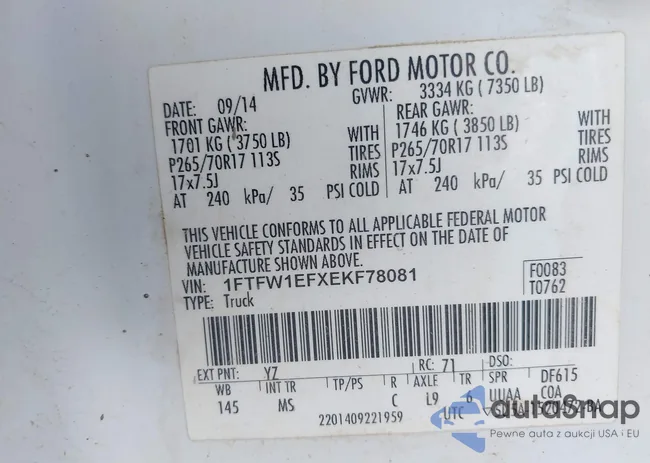 MFD. BY FORD MOTOR CO.
DATE: 09/14 GVWR: 3334 KG ( 7350 LB)
FRONT GAWR: REAR GAWR:
1701 KG ( 3750 LB) WITH 1746 KG ( 3850 LB) WITH
P265/70R17 113S TIRES P265/70R17 113S TIRES
17x7.5J RIMS 17x7.5J RIMS
AT 240 kPa/ 35 PSI COLD AT 240 kPa/ 35 PSI COLD
THIS VEHICLE CONFORMS TO ALL APPLICABLE FEDERAL MOTOR
VEHICLE SAFETY STANDARDS IN EFFECT ON THE DATE OF
MANUFACTURE SHOWN ABOVE.
VIN: 1FTFW1EFXEKF78081 F0083
TYPE: Truck T0762
EXT PNT: YZ RC: 71 DSO:
WB INT TR TP/PS R AXLE TR SPR DF615
145 MS C L9 6 UUAA COA
22014092219S9 UTC
autoSnap
Pewne auta z aukcji USA - Get It